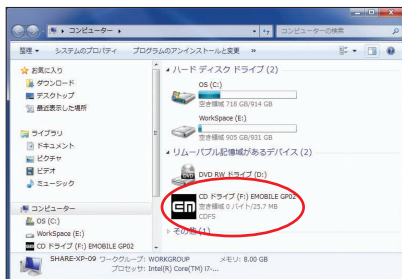 コンピューター
コンピューターの検索
整理 システムのプロパティ プログラムのアンインストールと変更 »
お気に入り
ダウンロード
デスクトップ
最近表示した場所
ライブラリ
ドキュメント
ピクチャ
ビデオ
ミュージック
コンピューター
OS (C:)
WorkSpace (E:)
CD ドライブ (F:) EMOBILE GP02
ハード ディスク ドライブ (2)
OS (C:)
空き領域 718 GB/914 GB
WorkSpace (E:)
空き領域 905 GB/931 GB
リムーバブル記憶域があるデバイス (2)
DVD RW ドライブ (D:)
CD ドライブ (F:) EMOBILE GP02
空き領域 0 バイト/25.7 MB
CDFS
その他 (1)
SHARE-XP-09 ワークグループ: WORKGROUP メモリ: 8.00 GB
プロセッサ: Intel(R) Core(TM) i7-...